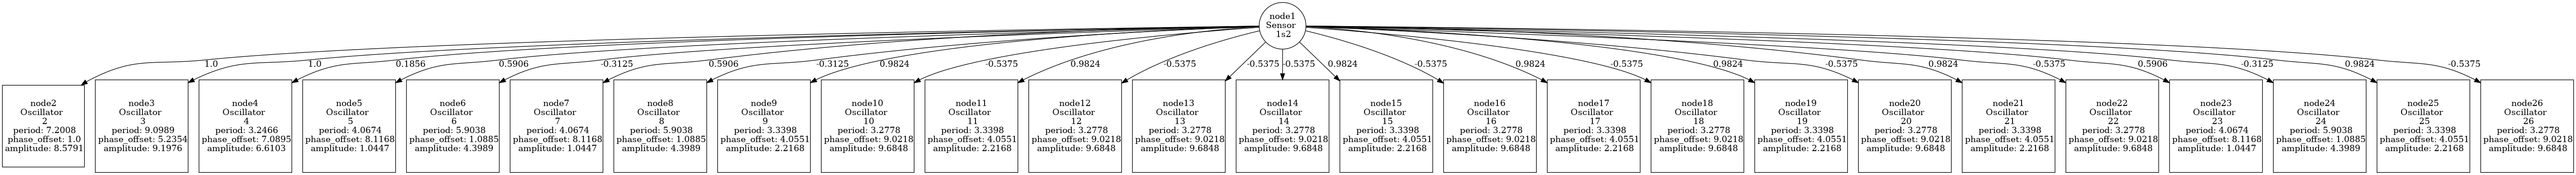 node1
Sensor
1s2
1.0
1.0
0.1856
0.5906
-0.3125
0.5906
-0.3125
0.9824
-0.5375
0.9824
-0.5375
-0.5375
-0.5375
0.9824
-0.5375
0.9824
-0.5375
0.9824
-0.5375
0.9824
-0.5375
0.5906
-0.3125
0.9824
-0.5375
node2
Oscillator
2
period: 7.2008
phase_offset: 1.0
amplitude: 8.5791
node3
Oscillator
3
period: 9.0989
phase_offset: 5.2354
amplitude: 9.1976
node4
Oscillator
4
period: 3.2466
phase_offset: 7.0895
amplitude: 6.6103
node5
Oscillator
5
period: 4.0674
phase_offset: 8.1168
amplitude: 1.0447
node6
Oscillator
6
period: 5.9038
phase_offset: 1.0885
amplitude: 4.3989
node7
Oscillator
7
period: 4.0674
phase_offset: 8.1168
amplitude: 1.0447
node8
Oscillator
8
period: 5.9038
phase_offset: 1.0885
amplitude: 4.3989
node9
Oscillator
9
period: 3.3398
phase_offset: 4.0551
amplitude: 2.2168
node10
Oscillator
10
period: 3.2778
phase_offset: 9.0218
amplitude: 9.6848
node11
Oscillator
11
period: 3.3398
phase_offset: 4.0551
amplitude: 2.2168
node12
Oscillator
12
period: 3.2778
phase_offset: 9.0218
amplitude: 9.6848
node13
Oscillator
13
period: 3.2778
phase_offset: 9.0218
amplitude: 9.6848
node14
Oscillator
14
period: 3.2778
phase_offset: 9.0218
amplitude: 9.6848
node15
Oscillator
15
period: 3.3398
phase_offset: 4.0551
amplitude: 2.2168
node16
Oscillator
16
period: 3.2778
phase_offset: 9.0218
amplitude: 9.6848
node17
Oscillator
17
period: 3.3398
phase_offset: 4.0551
amplitude: 2.2168
node18
Oscillator
18
period: 3.2778
phase_offset: 9.0218
amplitude: 9.6848
node19
Oscillator
19
period: 3.3398
phase_offset: 4.0551
amplitude: 2.2168
node20
Oscillator
20
period: 3.2778
phase_offset: 9.0218
amplitude: 9.6848
node21
Oscillator
21
period: 3.3398
phase_offset: 4.0551
amplitude: 2.2168
node22
Oscillator
22
period: 3.2778
phase_offset: 9.0218
amplitude: 9.6848
node23
Oscillator
23
period: 4.0674
phase_offset: 8.1168
amplitude: 1.0447
node24
Oscillator
24
period: 5.9038
phase_offset: 1.0885
amplitude: 4.3989
node25
Oscillator
25
period: 3.3398
phase_offset: 4.0551
amplitude: 2.2168
node26
Oscillator
26
period: 3.2778
phase_offset: 9.0218
amplitude: 9.6848